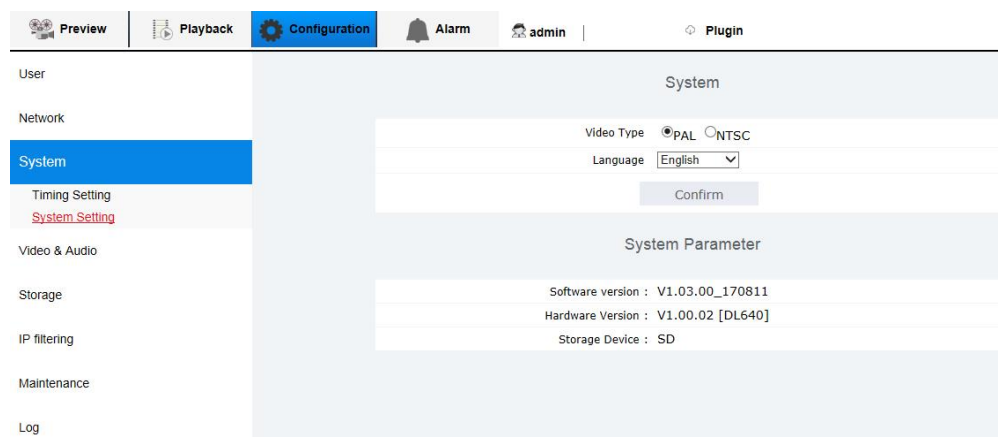 Preview Playback Configuration Alarm admin | Plugin
User
System
Network
Video Type PAL NTSC
System
Language English
Timing Setting
Confirm
System Setting
Video & Audio
System Parameter
Storage
Software version : V1.03.00_170811
Hardware Version : V1.00.02 [DL640]
IP filtering
Storage Device : SD
Maintenance
Log